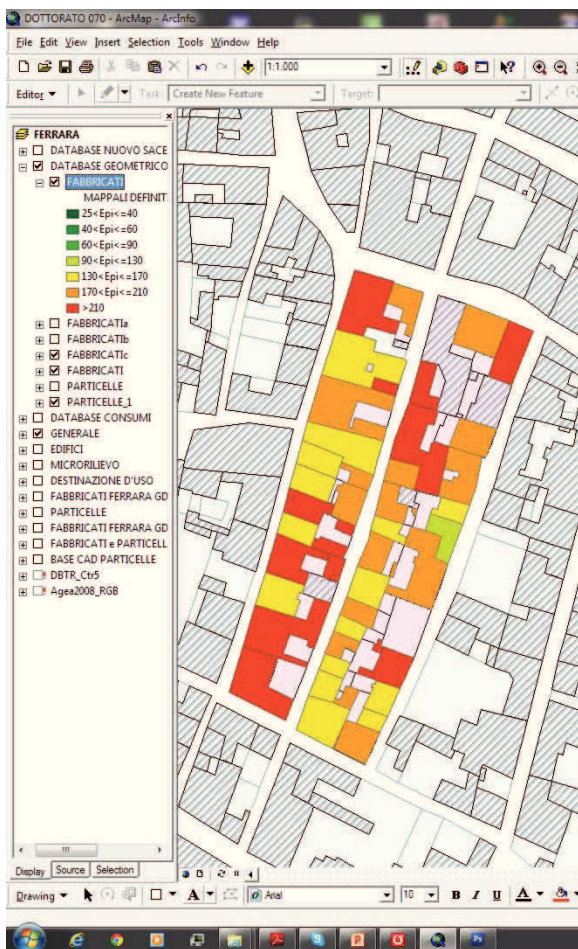 DOTTORATO 070 - ArcMap - ArcInfo
File Edit View Insert Selection Tools Window Help
1:1.000
Editor Task: Create New Feature Target:
FERRARA
DATABASE NUOVO SACE
DATABASE GEOMETRICO
FABBRICATI
MAPPALI DEFINIT
25<Epi<=40
40<Epi<=60
60<Epi<=90
90<Epi<=130
130<Epi<=170
170<Epi<=210
>210
FABBRICATIa
FABBRICATIb
FABBRICATIc
FABBRICATI
PARTICELLE
PARTICELLE_1
DATABASE CONSUMI
GENERALE
EDIFICI
MICRORILIEVO
DESTINAZIONE D'USO
FABBRICATI FERRARA GD
PARTICELLE
FABBRICATI FERRARA GD
FABBRICATI e PARTICELL
BASE CAD PARTICELLE
DBTR_Ctr5
Agea2008_RGB
Display Source Selection
Drawing A Arial 10 B I U A